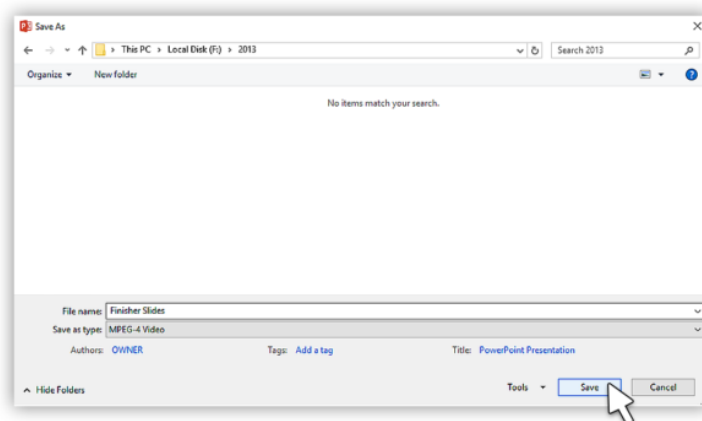 Save As
This PC > Local Disk (F:) > 2013
Search 2013
Organize
New folder
No items match your search.
File name: Finisher Slides
Save as type: MPEG-4 Video
Authors: OWNER Tags: Add a tag Title: PowerPoint Presentation
Hide Folders
Tools Save Cancel